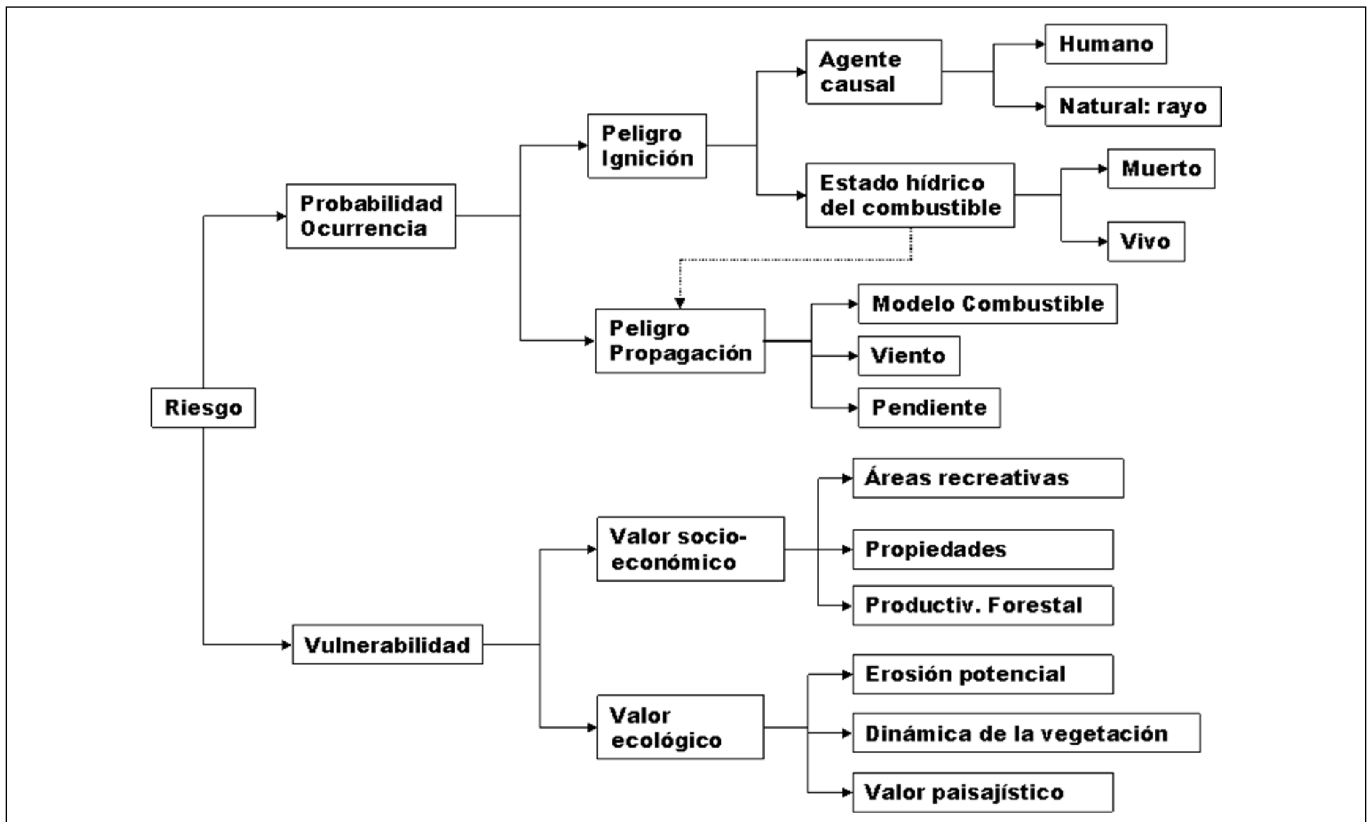 Riesgo
Probabilidad
Ocurrencia
Peligro
Ignición
Agente
causal
Humano
Natural: rayo
Estado hídrico
del combustible
Muerto
Vivo
Peligro
Propagación
Modelo Combustible
Viento
Pendiente
Vulnerabilidad
Valor socio-
económico
Áreas recreativas
Propiedades
Productiv. Forestal
Valor
ecológico
Erosión potencial
Dinámica de la vegetación
Valor paisajístico